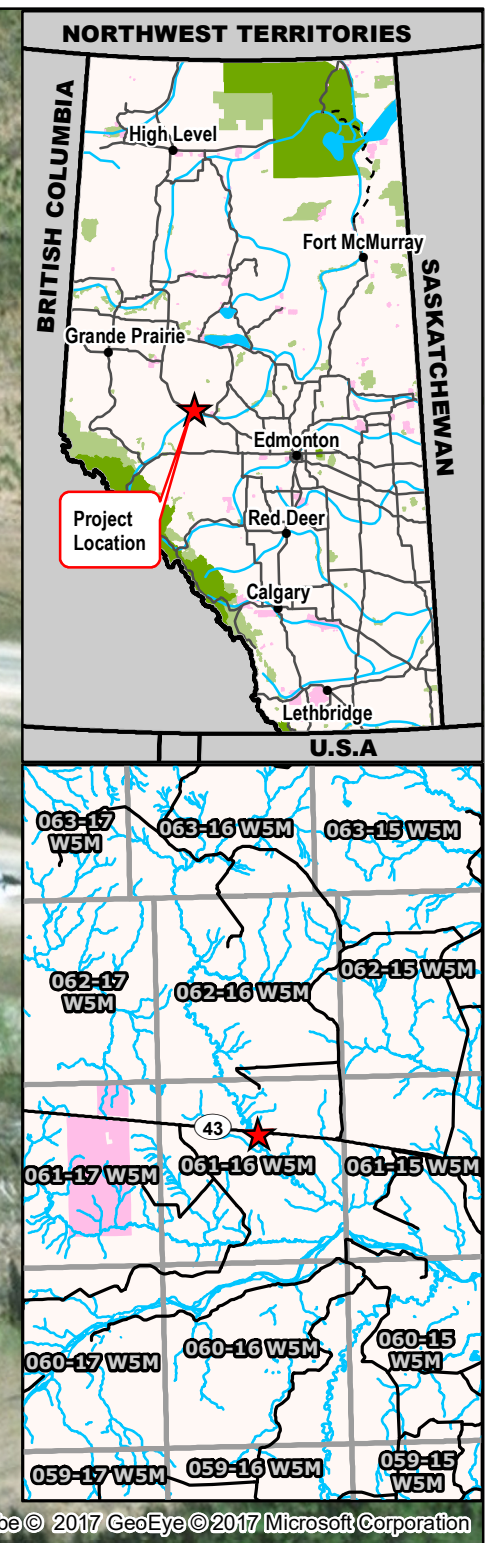 NORTHWEST TERRITORIES
BRITISH COLUMBIA
High Level
Fort McMurray
SASKATCHEWAN
Grande Prairie
Edmonton
Project
Location
Red Deer
Calgary
Lethbridge
U.S.A
063-17
W5M
063-16 W5M
063-15 W5M
062-17
W5M
062-16 W5M
062-15 W5M
43
061-17 W5M
061-16 W5M
061-15 W5M
060-17 W5M
060-16 W5M
060-15
W5M
059-17 W5M
059-16 W5M
059-15
W5M
be © 2017 GeoEye © 2017 Microsoft Corporation